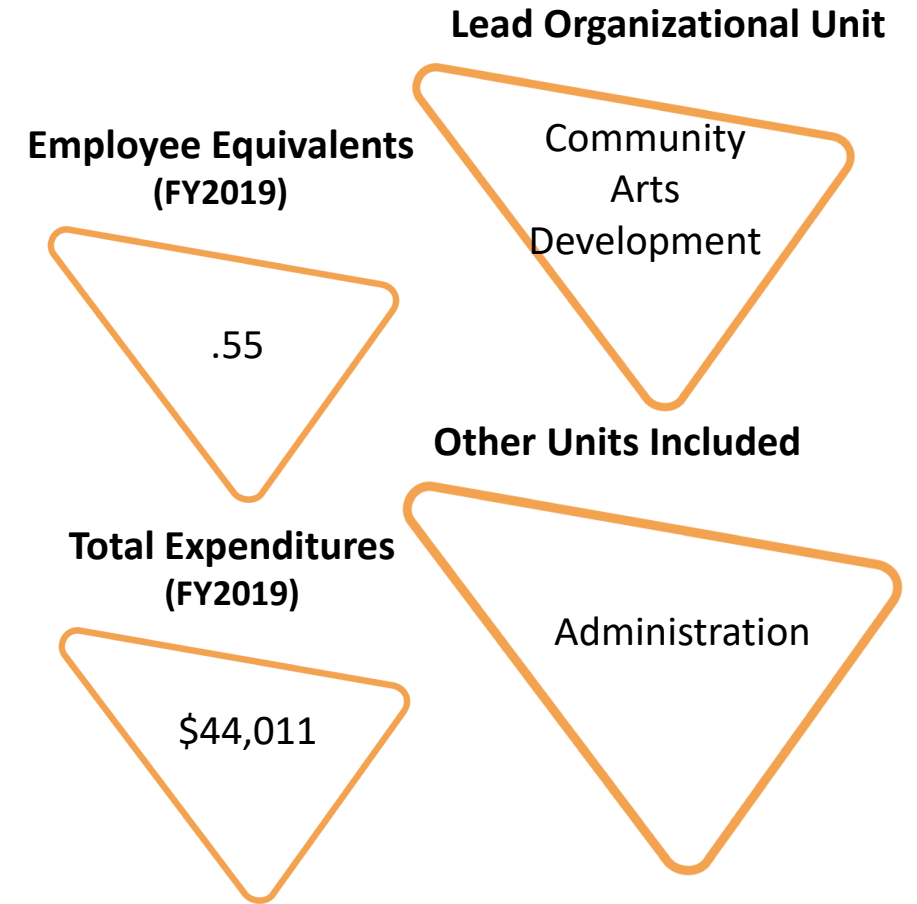 Lead Organizational Unit
Community
Arts
Development
Employee Equivalents
(FY2019)
.55
Other Units Included
Administration
Total Expenditures
(FY2019)
$44,011